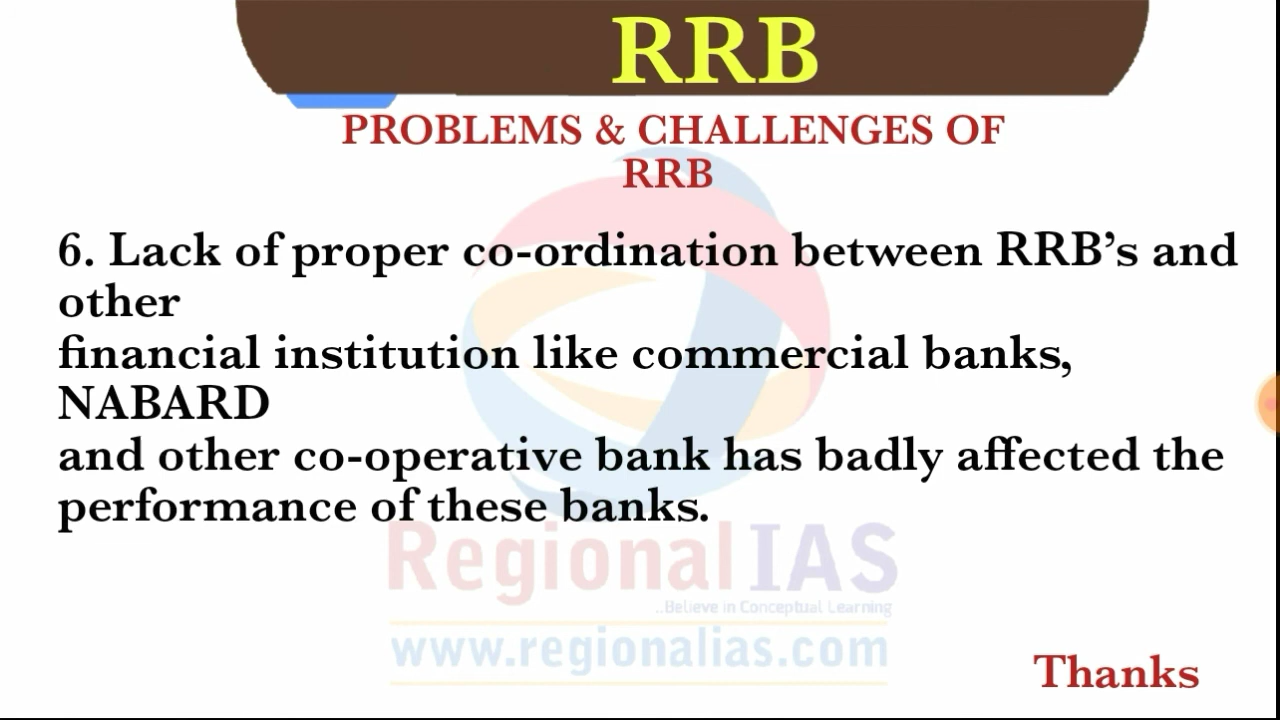 RRB
PROBLEMS & CHALLENGES OF
RRB
6. Lack of proper co-ordination between RRB’s and
other
financial institution like commercial banks,
NABARD
and other co-operative bank has badly affected the
performance of these banks.
Regional IAS
..Believe in Conceptual Learning
www.regionalias.com
Thanks